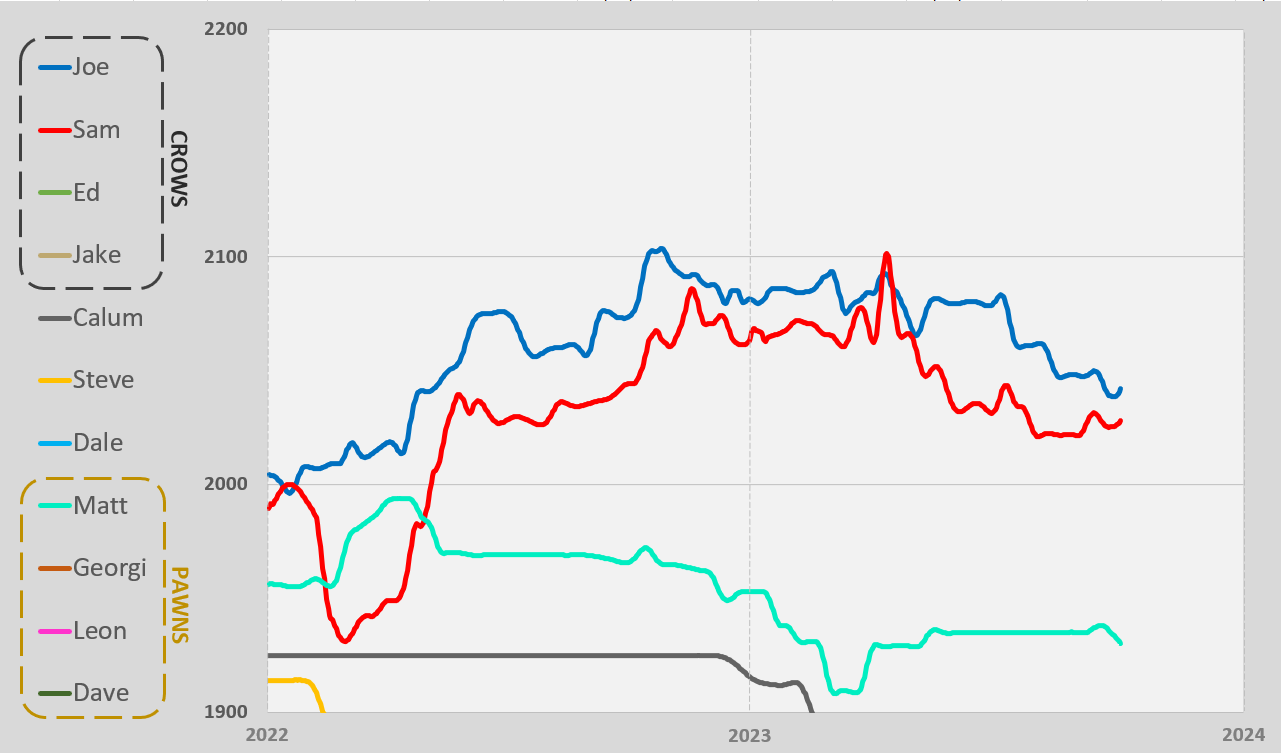 Joe
Sam
Ed
Jake
CROWS
Calum
Steve
Dale
Matt
Georgi
Leon
Dave
PAWNS
2200
2100
2000
1900
2022 2023 2024